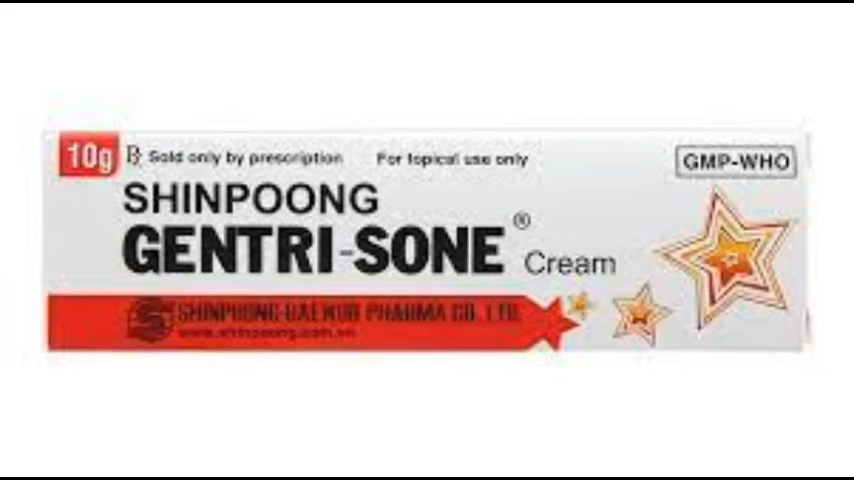 10g Rx Sold only by prescription For topical use only GMP-WHO
SHINPOONG
GENTRI-SONE® Cream
SHINPOONG DAEWOO PHARMA CO., LTD.
www.shinpoong.com.vn